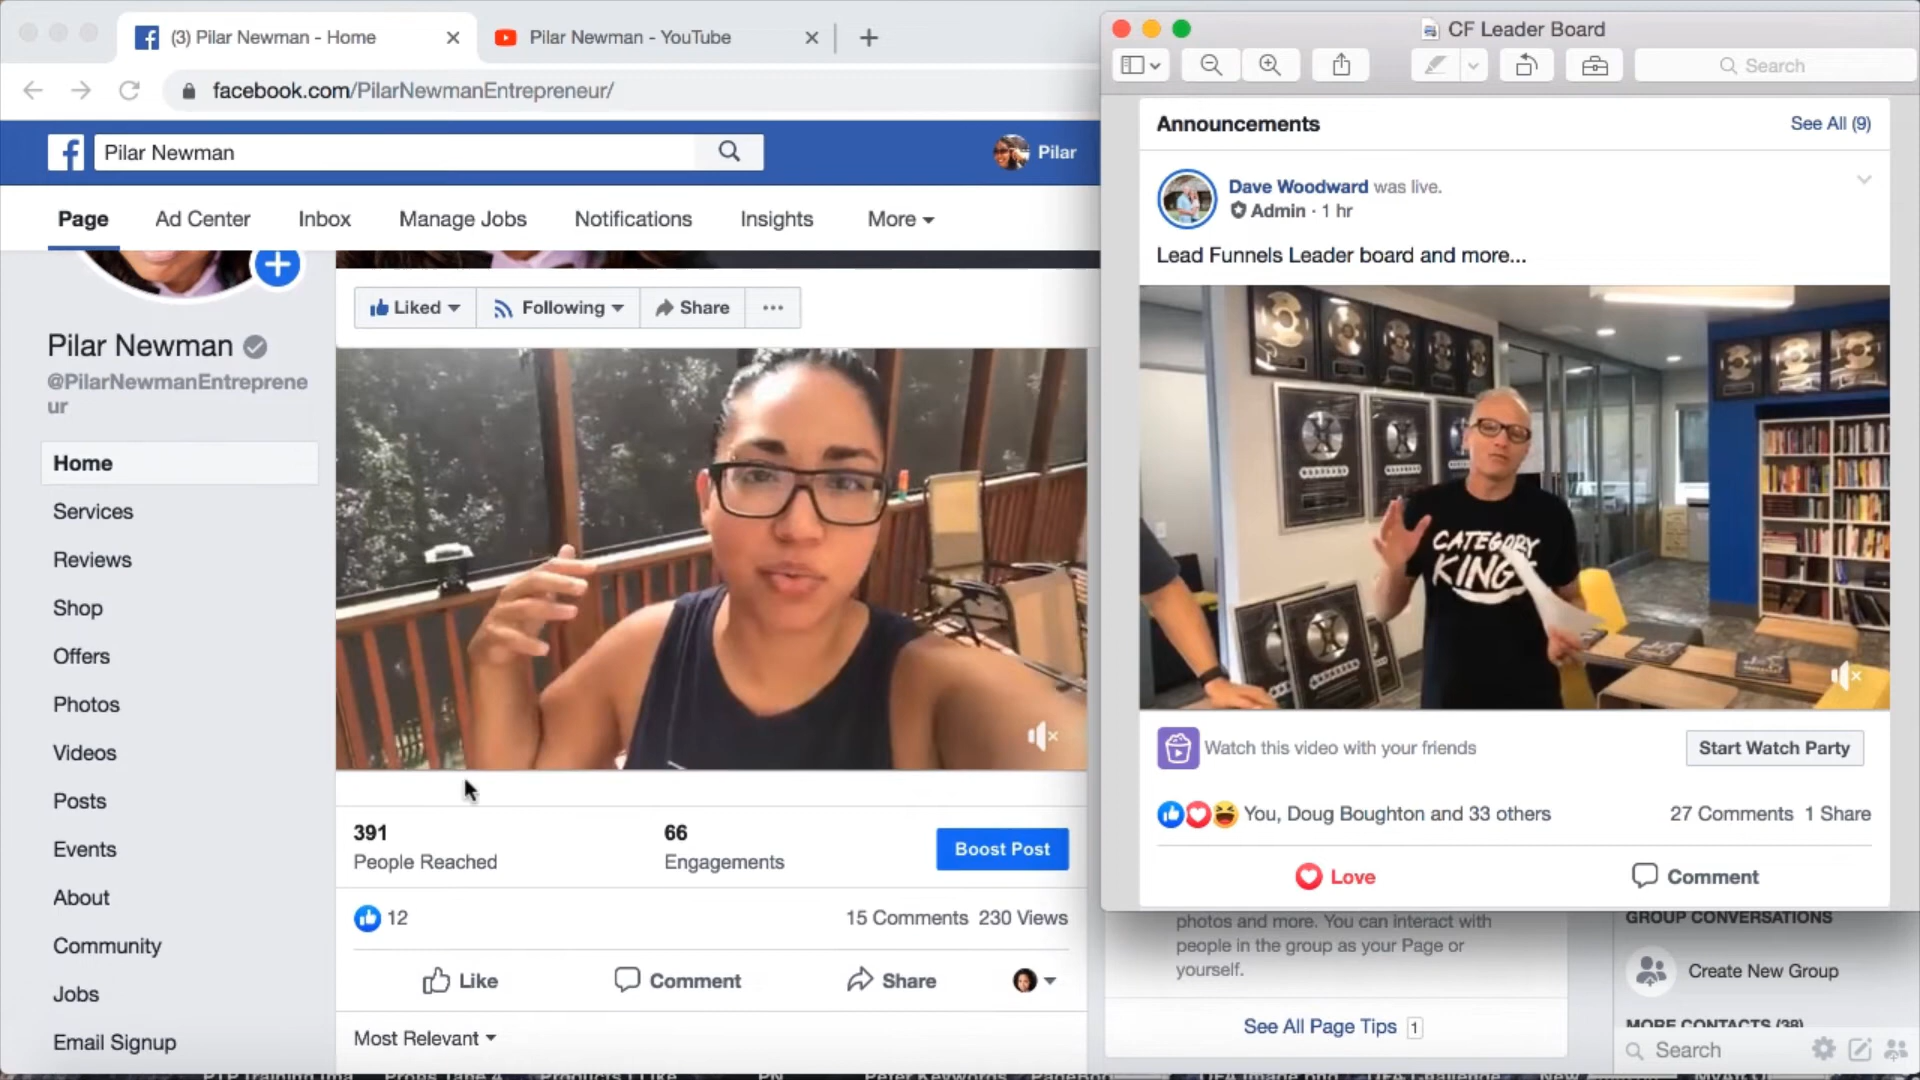 (3) Pilar Newman - Home
Pilar Newman - YouTube
facebook.com/PilarNewmanEntrepreneur/
Pilar Newman
Pilar
Page
Ad Center
Inbox
Manage Jobs
Notifications
Insights
More
Pilar Newman
@PilarNewmanEntreprene
ur
Home
Services
Reviews
Shop
Offers
Photos
Videos
Posts
Events
About
Community
Jobs
Email Signup
Liked
Following
Share
391
People Reached
66
Engagements
Boost Post
12
15 Comments 230 Views
Like
Comment
Share
Most Relevant
CF Leader Board
Search
Announcements
See All (9)
Dave Woodward was live.
Admin · 1 hr
Lead Funnels Leader board and more...
CATEGORY
KINGS
Watch this video with your friends
Start Watch Party
You, Doug Boughton and 33 others
27 Comments 1 Share
Love
Comment
photos and more. You can interact with
people in the group as your Page or
yourself.
See All Page Tips 1
GROUP CONVERSATIONS
Create New Group
MORE CONTACTS (38)
Search